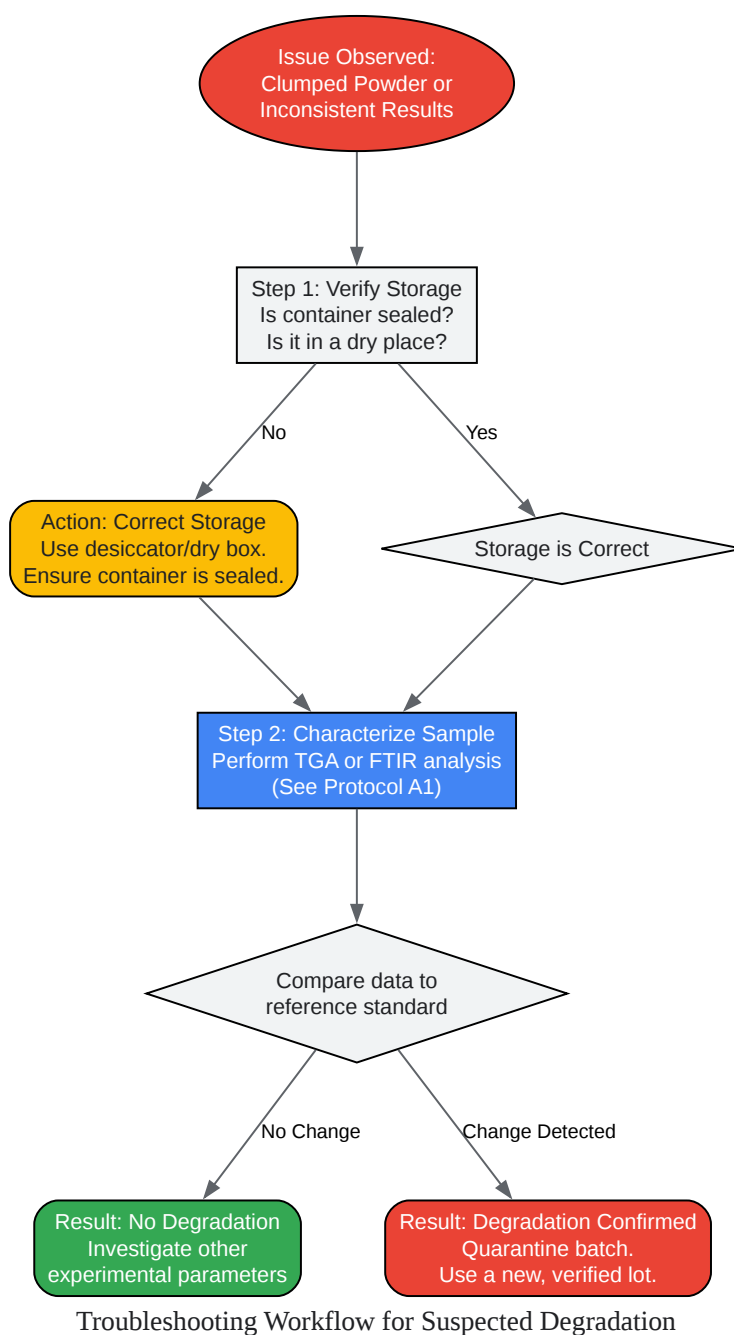 Issue Observed:
Clumped Powder or
Inconsistent Results
Step 1: Verify Storage
Is container sealed?
Is it in a dry place?
No
Yes
Action: Correct Storage
Use desiccator/dry box.
Ensure container is sealed.
Storage is Correct
Step 2: Characterize Sample
Perform TGA or FTIR analysis
(See Protocol A1)
Compare data to
reference standard
No Change
Change Detected
Result: No Degradation
Investigate other
experimental parameters
Result: Degradation Confirmed
Quarantine batch.
Use a new, verified lot.
Troubleshooting Workflow for Suspected Degradation